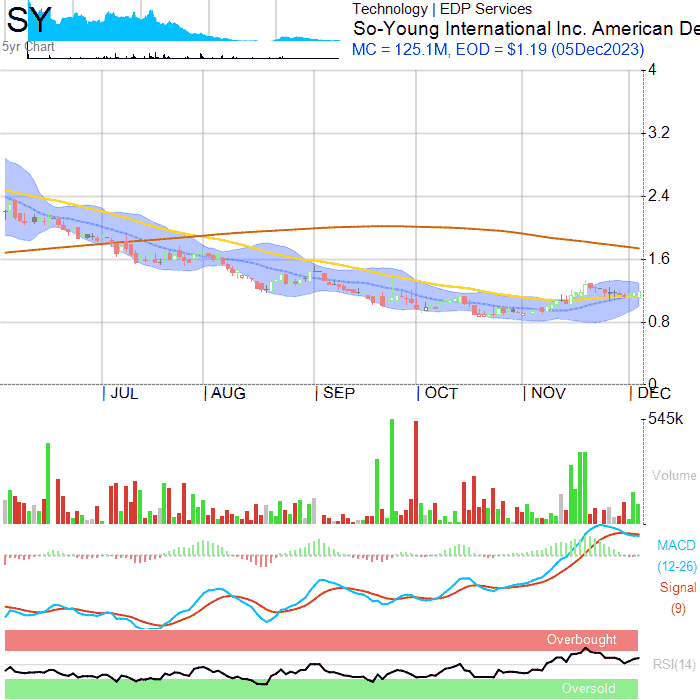 SY
5yr Chart
Technology | EDP Services
So-Young International Inc. American De
MC = 125.1M, EOD = $1.19 (05Dec2023)
4
3.2
2.4
1.6
0.8
0
JUL AUG SEP OCT NOV DEC
545k
Volume
MACD
(12-26)
Signal
(9)
Overbought
RSI(14)
Oversold